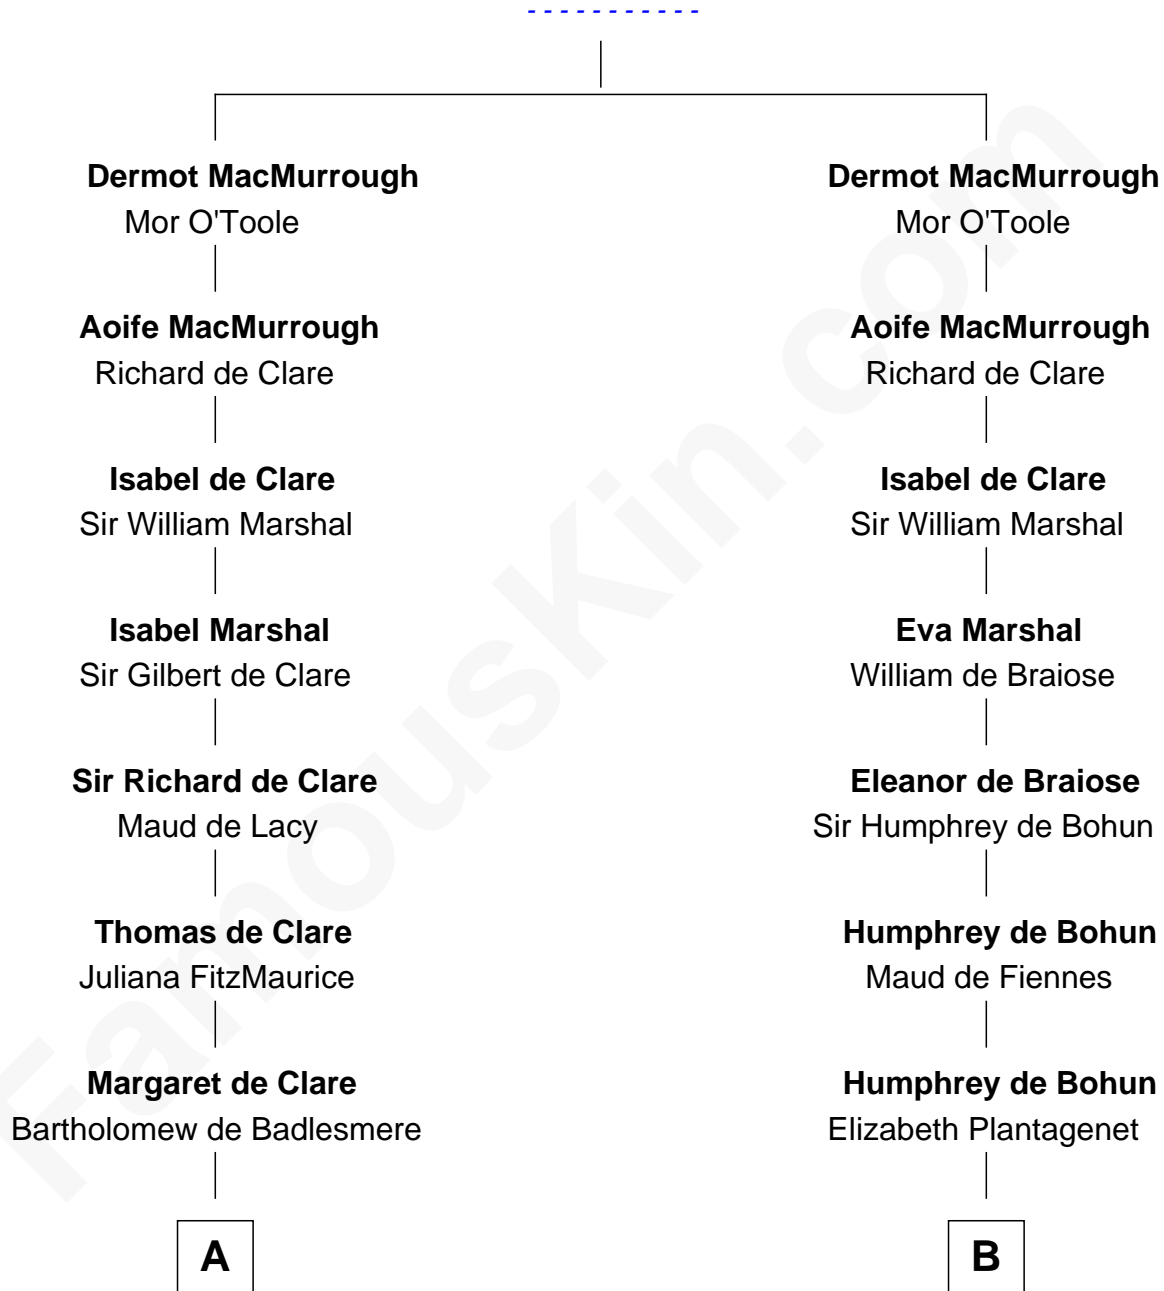 - - - - - - - - - - -
Dermot MacMurrough
Mor O'Toole
Aoife MacMurrough
Richard de Clare
Isabel de Clare
Sir William Marshal
Isabel Marshal
Sir Gilbert de Clare
Sir Richard de Clare
Maud de Lacy
Thomas de Clare
Juliana FitzMaurice
Margaret de Clare
Bartholomew de Badlesmere
A
Dermot MacMurrough
Mor O'Toole
Aoife MacMurrough
Richard de Clare
Isabel de Clare
Sir William Marshal
Eva Marshal
William de Braiose
Eleanor de Braiose
Sir Humphrey de Bohun
Humphrey de Bohun
Maud de Fiennes
Humphrey de Bohun
Elizabeth Plantagenet
B
FamousKin.com